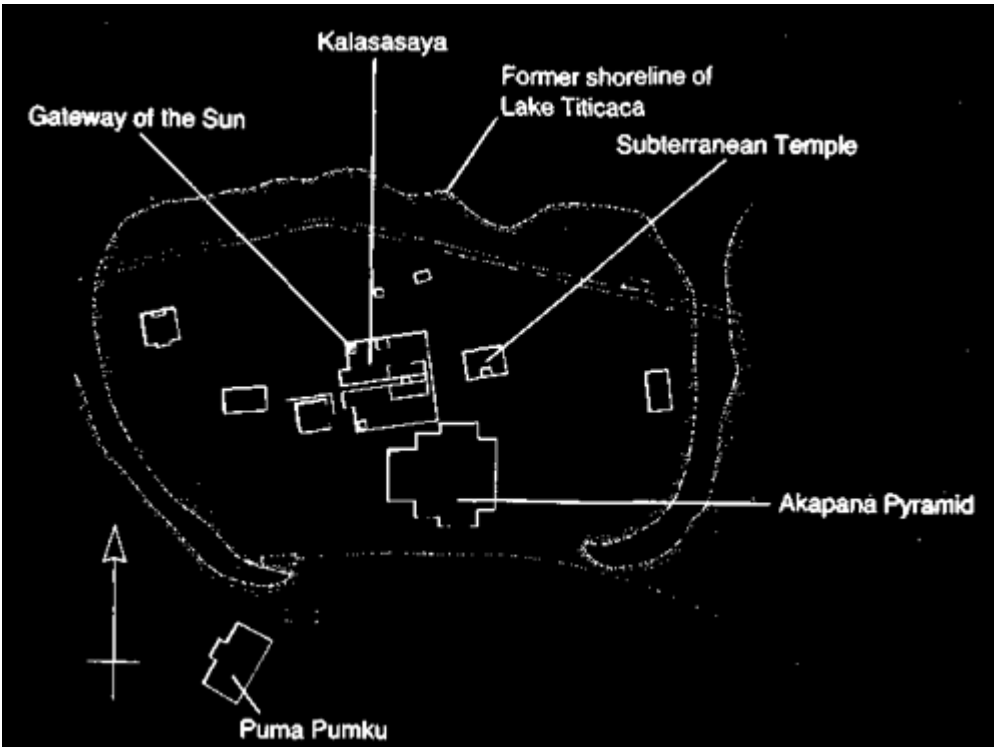 Kalasasaya
Former shoreline of
Lake Titicaca
Gateway of the Sun
Subterranean Temple
Akapana Pyramid
Puma Pumku